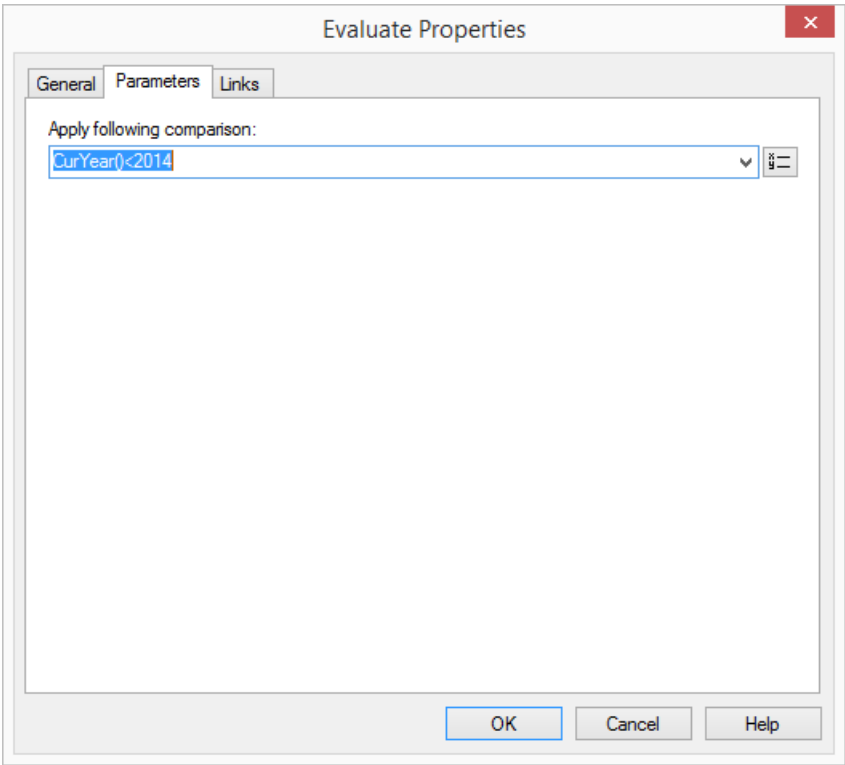 Evaluate Properties
General Parameters Links
Apply following comparison:
CurYear()<2014
OK Cancel Help